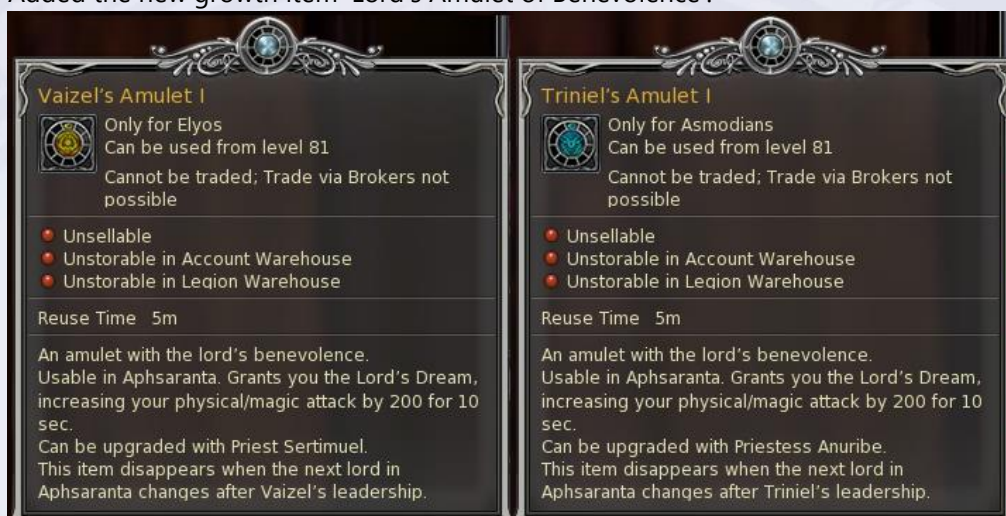 Added the new growth item 'Lord's Amulet of Benevolence'.
Vaizel's Amulet I
Only for Elyos
Can be used from level 81
Cannot be traded; Trade via Brokers not
possible
Unsellable
Unstorable in Account Warehouse
Unstorable in Legion Warehouse
Reuse Time 5m
An amulet with the lord's benevolence.
Usable in Aphsaranta. Grants you the Lord's Dream,
increasing your physical/magic attack by 200 for 10
sec.
Can be upgraded with Priest Sertimuel.
This item disappears when the next lord in
Aphsaranta changes after Vaizel's leadership.
Triniel's Amulet I
Only for Asmodians
Can be used from level 81
Cannot be traded; Trade via Brokers not
possible
Unsellable
Unstorable in Account Warehouse
Unstorable in Legion Warehouse
Reuse Time 5m
An amulet with the lord's benevolence.
Usable in Aphsaranta. Grants you the Lord's Dream,
increasing your physical/magic attack by 200 for 10
sec.
Can be upgraded with Priestess Anuribe.
This item disappears when the next lord in
Aphsaranta changes after Triniel's leadership.